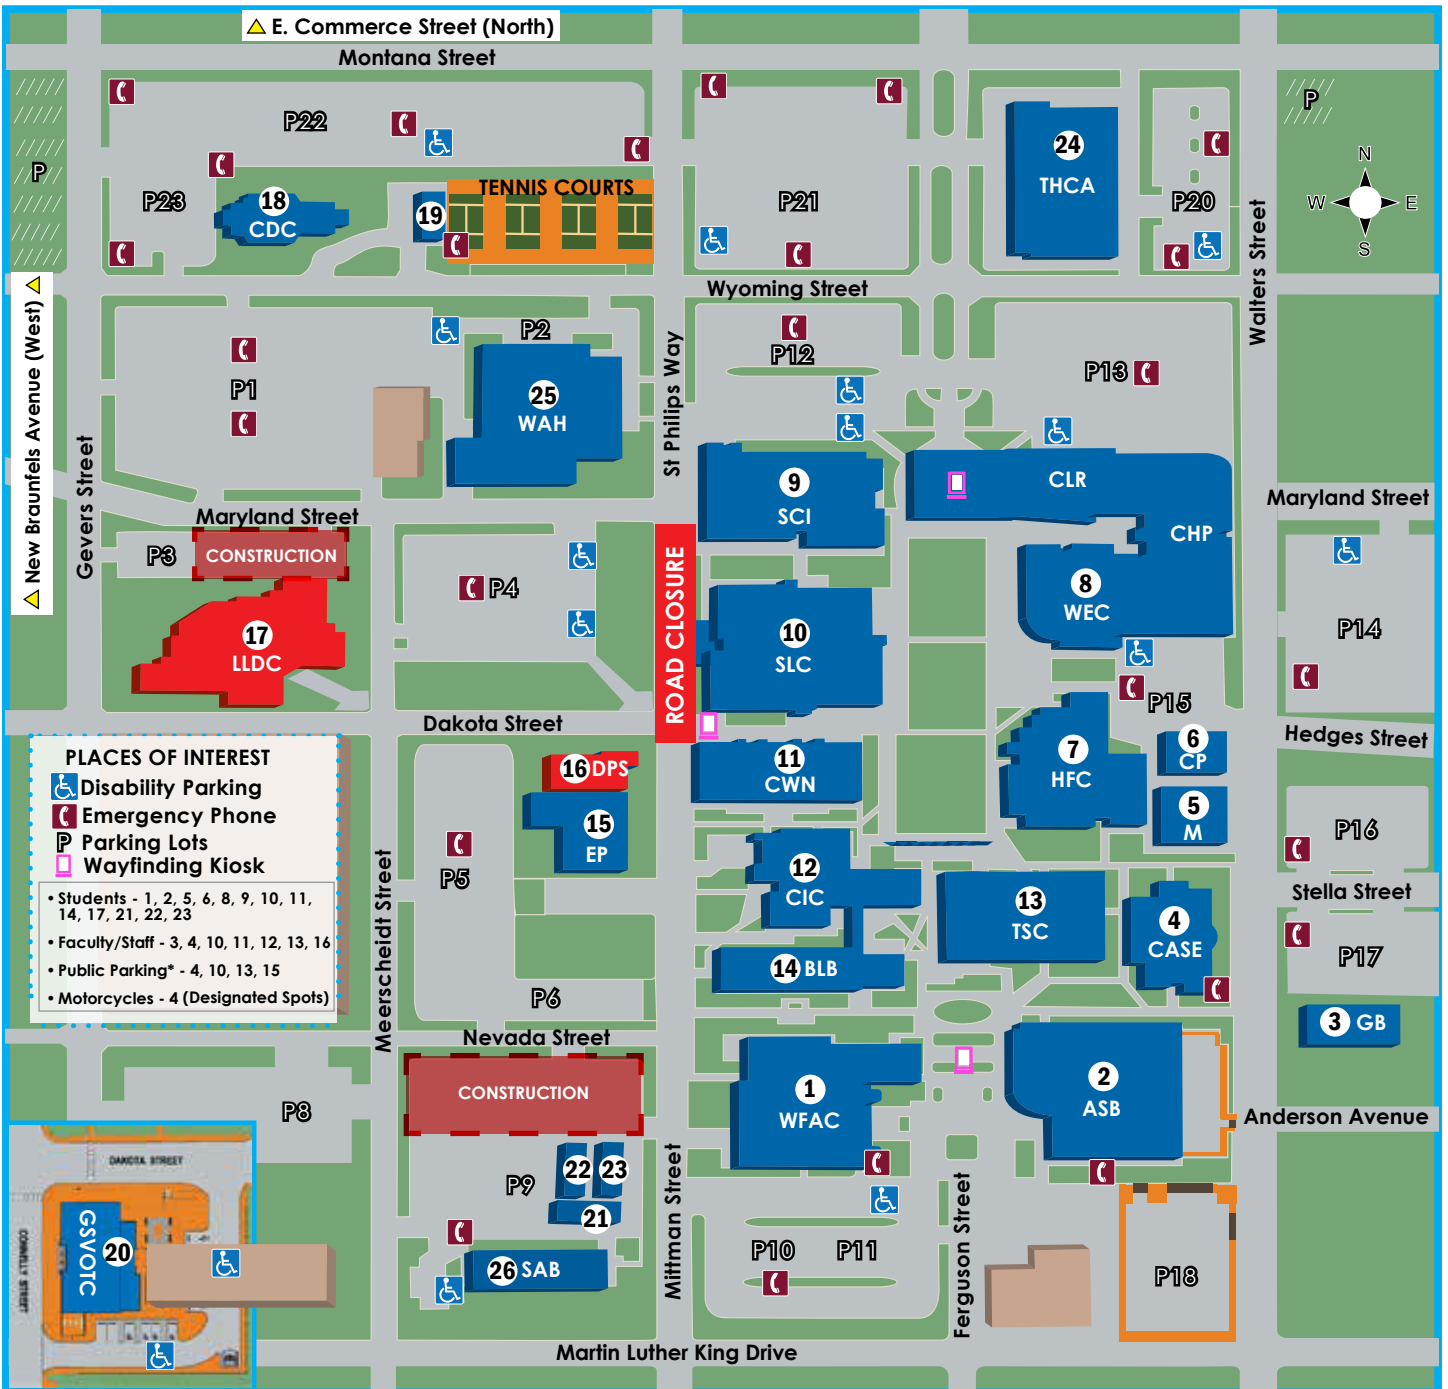 E. Commerce Street (North)
Montana Street
P22
P
P
24
THCA
N
W
E
S
P23
18
CDC
19
TENNIS COURTS
P21
P20
Walters Street
New Braunfels Avenue (West)
Wyoming Street
P2
P12
P13
St Philips Way
P1
25
WAH
Gevers Street
9
SCI
CLR
CHP
Maryland Street
Maryland Street
P3
CONSTRUCTION
P4
ROAD CLOSURE
8
WEC
17
LLDC
10
SLC
P14
P15
Dakota Street
Hedges Street
PLACES OF INTEREST
Disability Parking
Emergency Phone
P Parking Lots
Wayfinding Kiosk
• Students - 1, 2, 5, 6, 8, 9, 10, 11,
14, 17, 21, 22, 23
• Faculty/Staff - 3, 4, 10, 11, 12, 13, 16
• Public Parking* - 4, 10, 13, 15
• Motorcycles - 4 (Designated Spots)
16 DPS
11
CWN
7
HFC
6
CP
5
M
15
EP
P5
P16
Meerscheidt Street
12
CIC
13
TSC
4
CASE
Stella Street
14 BLB
P17
P6
3 GB
Nevada Street
CONSTRUCTION
1
WFAC
2
ASB
Anderson Avenue
P8
DAKOTA STREET
GSVOTC
20
CONNELLY STREET
P9
22
23
21
26 SAB
Mittman Street
P10
P11
Ferguson Street
P18
Martin Luther King Drive